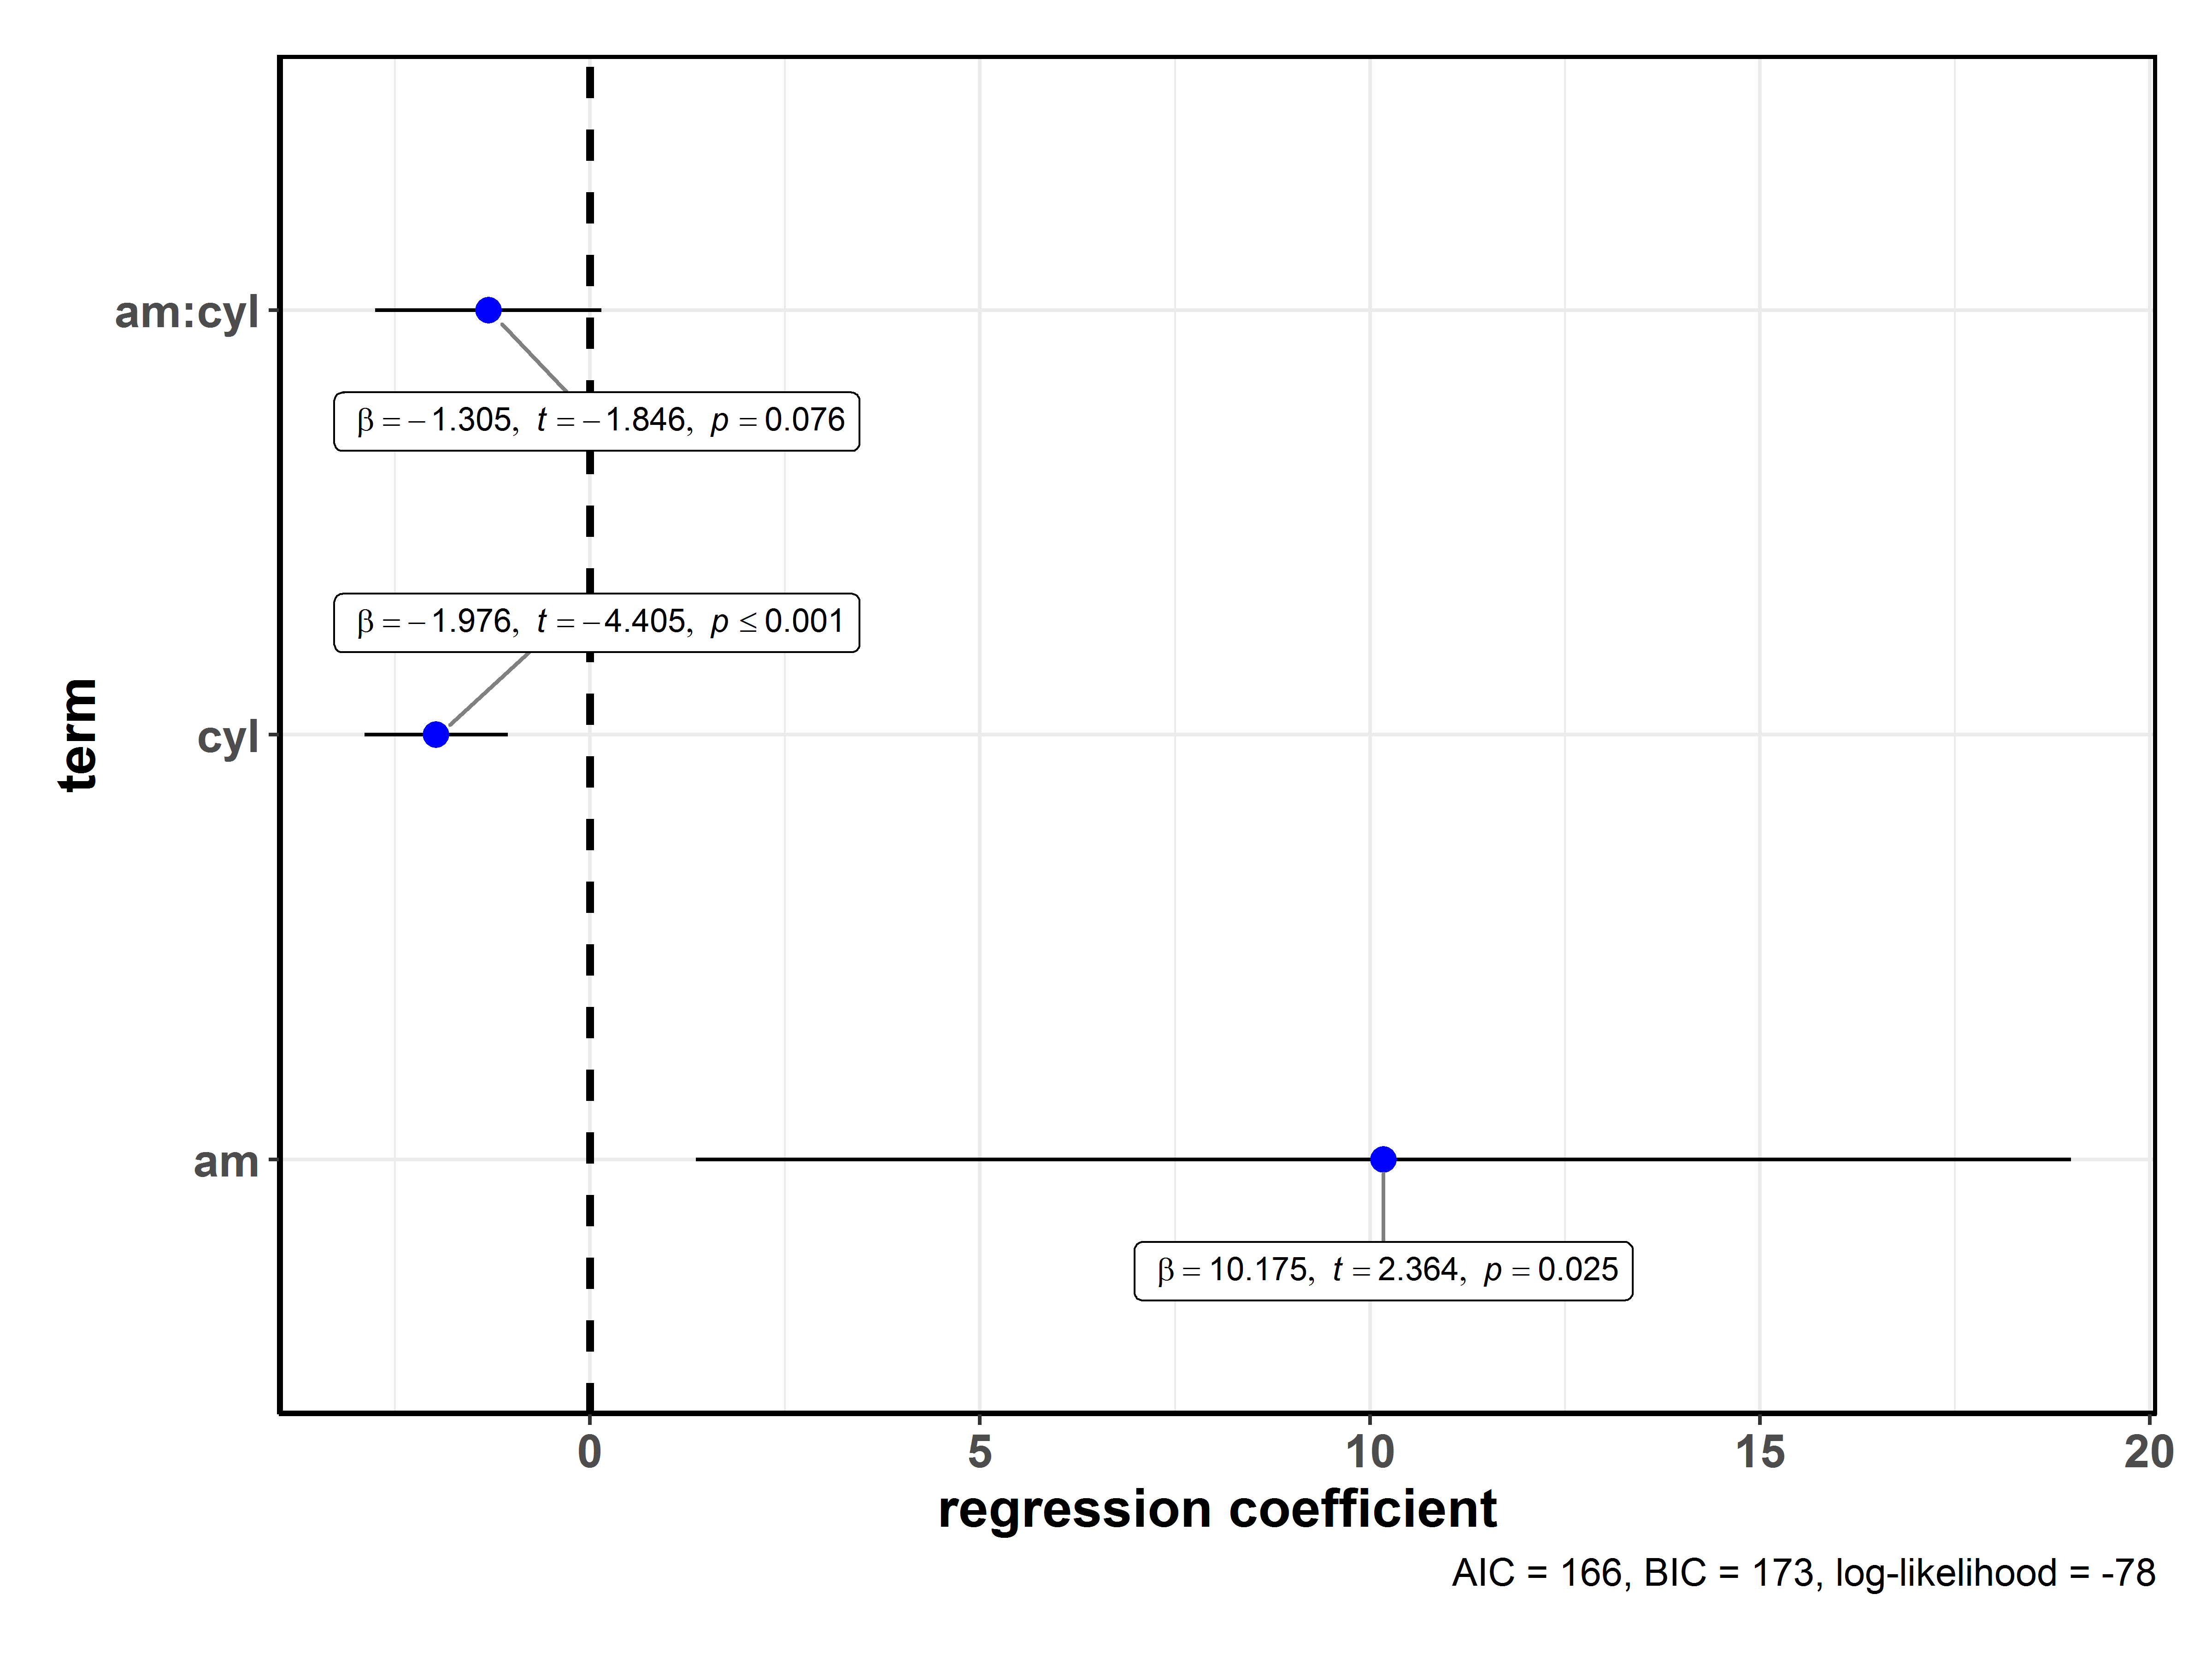 am:cyl
β = −1.305, t = −1.846, p = 0.076
β = −1.976, t = −4.405, p ≤ 0.001
term
cyl
am
β = 10.175, t = 2.364, p = 0.025
0 5 10 15 20
regression coefficient
AIC = 166, BIC = 173, log-likelihood = -78